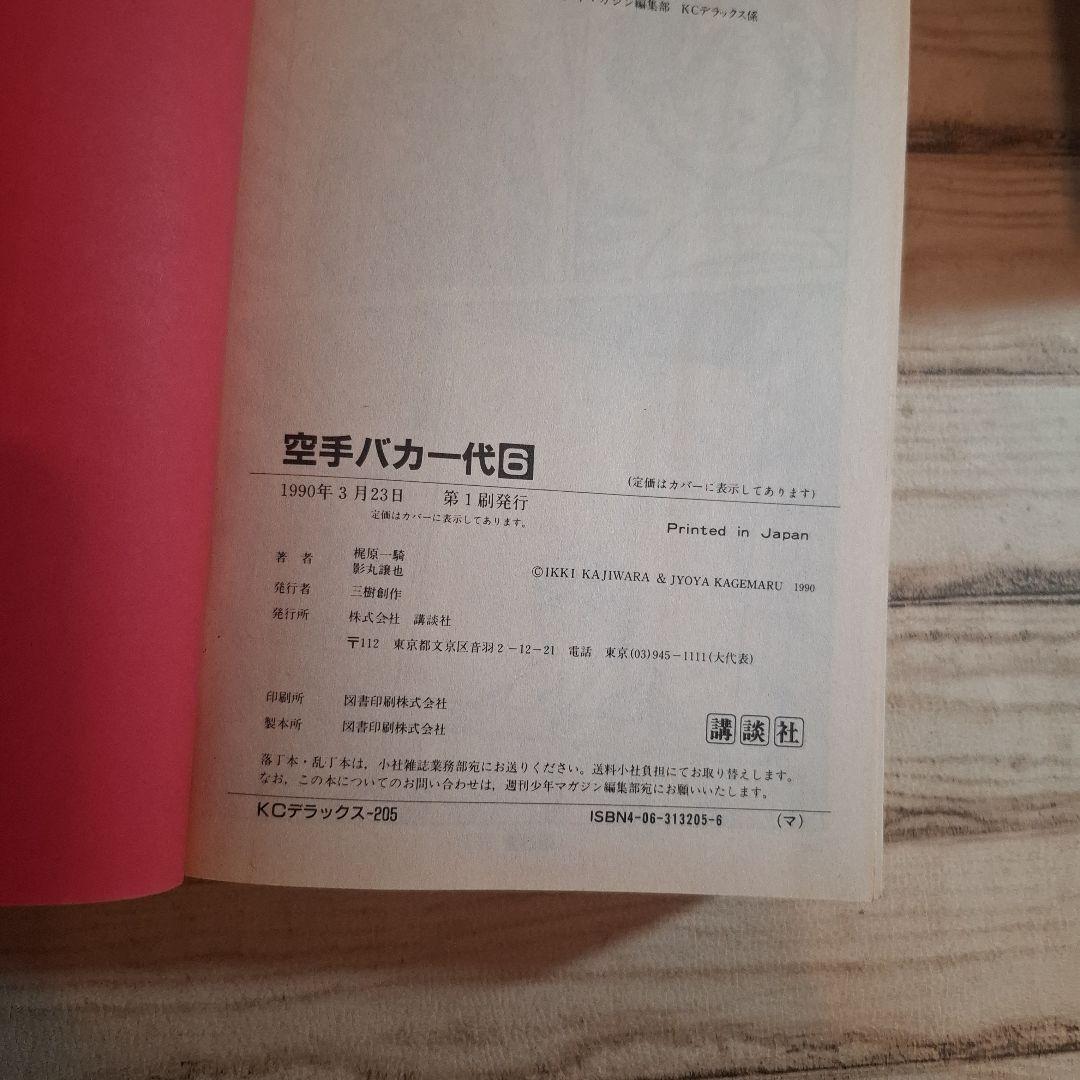 マガジン編集部 KCデラックス係
空手バカ一代6
(定価はカバーに表示してあります)
1990年3月23日 第1刷発行
定価はカバーに表示してあります。
Printed in Japan
著 者 梶原一騎
影丸譲也
©IKKI KAJIWARA & JYOYA KAGEMARU 1990
発行者 三樹創作
発行所 株式会社 講談社
〒112 東京都文京区音羽2-12-21 電話 東京(03)945-1111(大代表)
印刷所 図書印刷株式会社
製本所 図書印刷株式会社
講談社
落丁本・乱丁本は,小社雑誌業務部宛にお送りください。送料小社負担にてお取り替えします。
なお,この本についてのお問い合わせは,週刊少年マガジン編集部宛にお願いいたします。
KCデラックス-205 ISBN4-06-313205-6 (マ)